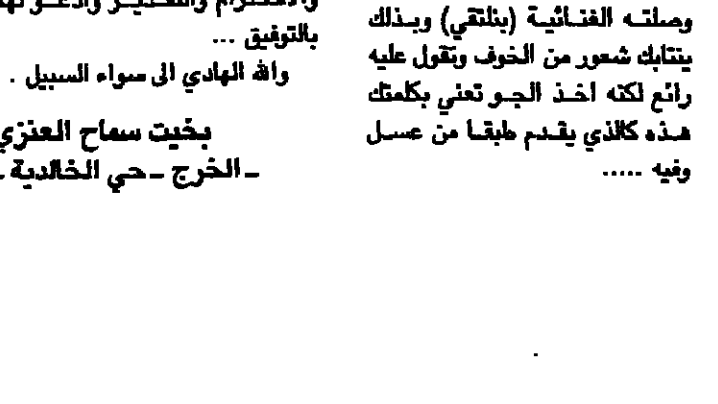 وصلته الغنائية (بنلتقي) وبذلك
ينتابك شعور من الخوف وتقول عليه
رائع لكنه اخذ الجو تعني بكلمتك
هذه كالذي يقدم طبقا من عسل
وفيه .....
والاحترام والتقدير وادعو
بالتوفيق ...
والله الهادي الى سواء السبيل .
بخيت سماح العنزي
ـ الخرج ـ حي الخالدية ـ